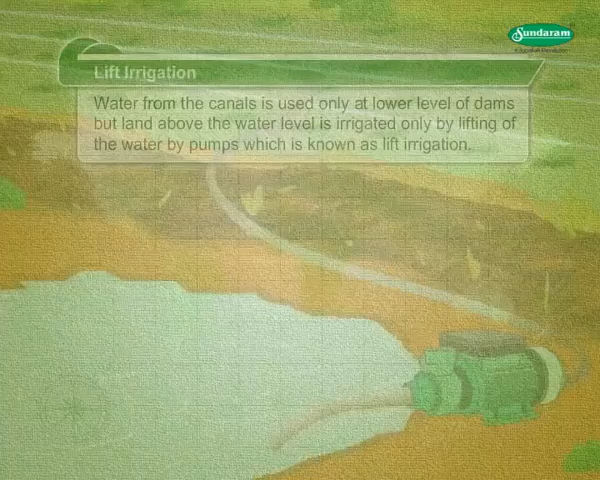 Sundaram
Lift Irrigation
Water from the canals is used only at lower level of dams
but land above the water level is irrigated only by lifting of
the water by pumps which is known as lift irrigation.